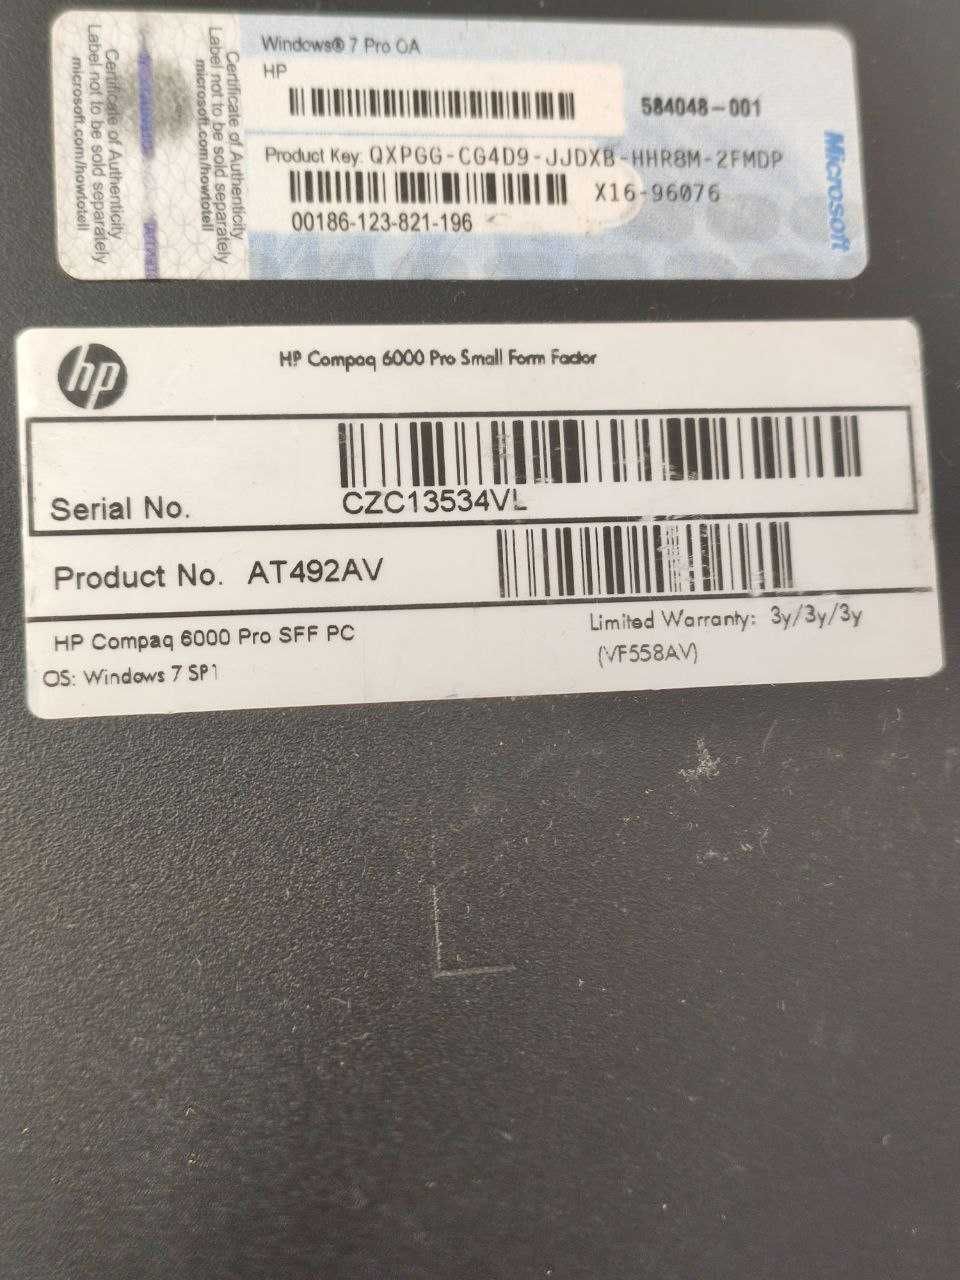 Certificate of Authenticity
Label not to be sold separately
microsoft.com/howtotell
Certificate of Authenticity
Label not to be sold separately
microsoft.com/howtotell
Windows® 7 Pro OA
HP
584048-001
Product Key: QXPGG-CG4D9-JJDXB-HHR8M-2FMDP
X16-96076
00186-123-821-196
Microsoft
hp
HP Compaq 6000 Pro Small Form Factor
Serial No. CZC13534VL
Product No. AT492AV
HP Compaq 6000 Pro SFF PC
Limited Warranty: 3y/3y/3y
(VF558AV)
OS: Windows 7 SP1